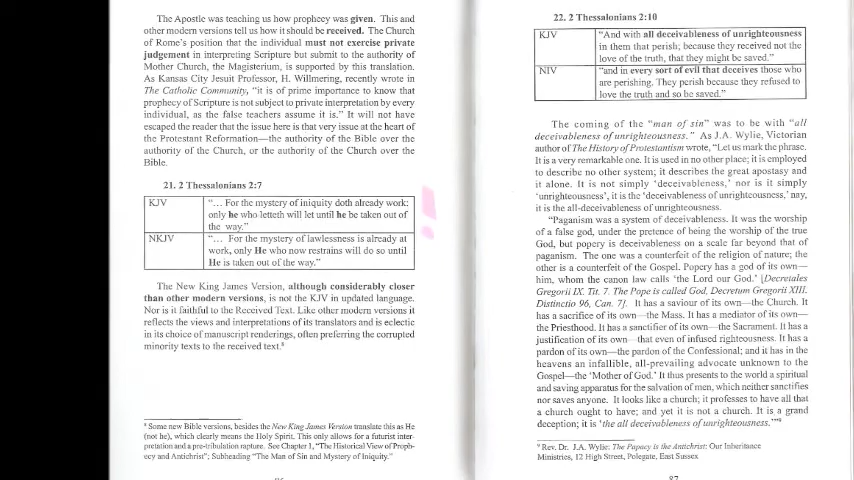 The Apostle was teaching us how prophecy was given. This and
other modern versions tell us how it should be received. The Church
of Rome's position that the individual must not exercise private
judgement in interpreting Scripture but submit to the authority of
Mother Church, the Magisterium, is supported by this translation.
As Kansas City Jesuit Professor, H. Willmering, recently wrote in
The Catholic Community, "it is of prime importance to know that
prophecy of Scripture is not subject to private interpretation by every
individual, as the false teachers assume it is." It will not have
escaped the reader that the issue here is that very issue at the heart of
the Protestant Reformation—the authority of the Bible over the
authority of the Church, or the authority of the Church over the
Bible.
21. 2 Thessalonians 2:7
KJV
"… For the mystery of iniquity doth already work:
only he who letteth will let until he be taken out of
the way."
NKJV
"… For the mystery of lawlessness is already at
work, only He who now restrains will do so until
He is taken out of the way."
The New King James Version, although considerably closer
than other modern versions, is not the KJV in updated language.
Nor is it faithful to the Received Text. Like other modern versions it
reflects the views and interpretations of its translators and is eclectic
in its choice of manuscript renderings, often preferring the corrupted
minority texts to the received text.⁸
⁸ Some new Bible versions, besides the New King James Version translate this as He
(not he), which clearly means the Holy Spirit. This only allows for a futurist inter-
pretation and a pre-tribulation rapture. See Chapter 1, "The Historical View of Proph-
ecy and Antichrist"; Subheading "The Man of Sin and Mystery of Iniquity."
22. 2 Thessalonians 2:10
KJV
"And with all deceivableness of unrighteousness
in them that perish; because they received not the
love of the truth, that they might be saved."
NIV
"and in every sort of evil that deceives those who
are perishing. They perish because they refused to
love the truth and so be saved."
The coming of the "man of sin" was to be with "all
deceivableness of unrighteousness." As J.A. Wylie, Victorian
author of The History of Protestantism wrote, "Let us mark the phrase.
It is a very remarkable one. It is used in no other place; it is employed
to describe no other system; it describes the great apostasy and
it alone. It is not simply 'deceivableness,' nor is it simply
'unrighteousness', it is the 'deceivableness of unrighteousness,' nay,
it is the all-deceivableness of unrighteousness.
"Paganism was a system of deceivableness. It was the worship
of a false god, under the pretence of being the worship of the true
God, but popery is deceivableness on a scale far beyond that of
paganism. The one was a counterfeit of the religion of nature; the
other is a counterfeit of the Gospel. Popery has a god of its own—
him, whom the canon law calls 'the Lord our God.' [Decretales
Gregorii IX. Tit. 7. The Pope is called God, Decretum Gregorii XIII.
Distinctio 96, Can. 7]. It has a saviour of its own—the Church. It
has a sacrifice of its own—the Mass. It has a mediator of its own—
the Priesthood. It has a sanctifier of its own—the Sacrament. It has a
justification of its own—that even of infused righteousness. It has a
pardon of its own—the pardon of the Confessional; and it has in the
heavens an infallible, all-prevailing advocate unknown to the
Gospel—the 'Mother of God.' It thus presents to the world a spiritual
and saving apparatus for the salvation of men, which neither sanctifies
nor saves anyone. It looks like a church; it professes to have all that
a church ought to have; and yet it is not a church. It is a grand
deception; it is 'the all deceivableness of unrighteousness.'"⁹
⁹ Rev. Dr. J.A. Wylie: The Papacy is the Antichrist: Our Inheritance
Ministries, 12 High Street, Polegate, East Sussex